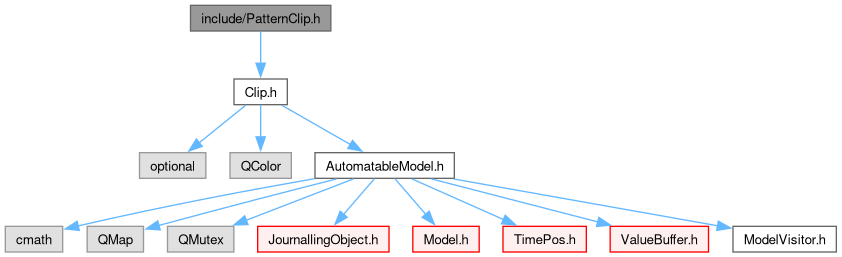 include/PatternClip.h
Clip.h
optional
QColor
AutomatableModel.h
cmath
QMap
QMutex
JournallingObject.h
Model.h
TimePos.h
ValueBuffer.h
ModelVisitor.h